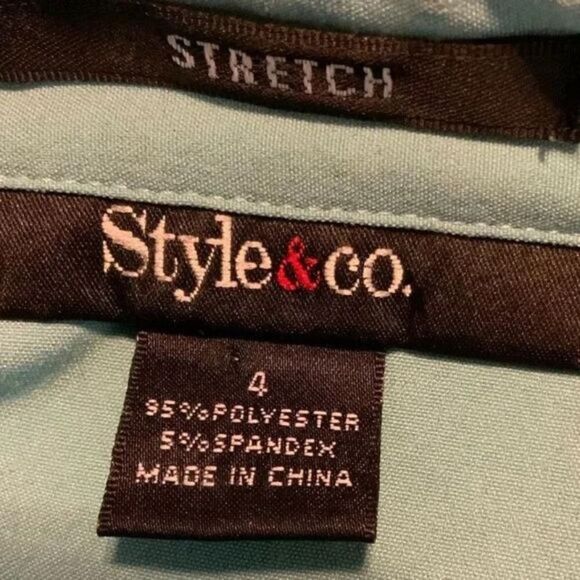 STRETCH
Style&co.
4
95%POLYESTER
5%SPANDEX
MADE IN CHINA